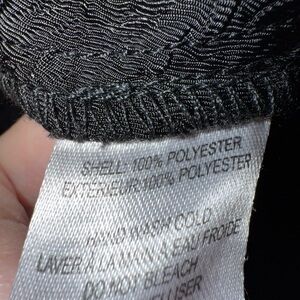 SHELL: 100% POLYESTER
EXTERIEUR: 100% POLYESTER
HAND WASH COLD
LAVER À LA MAIN À EAU FROIDE
DO NOT BLEACH